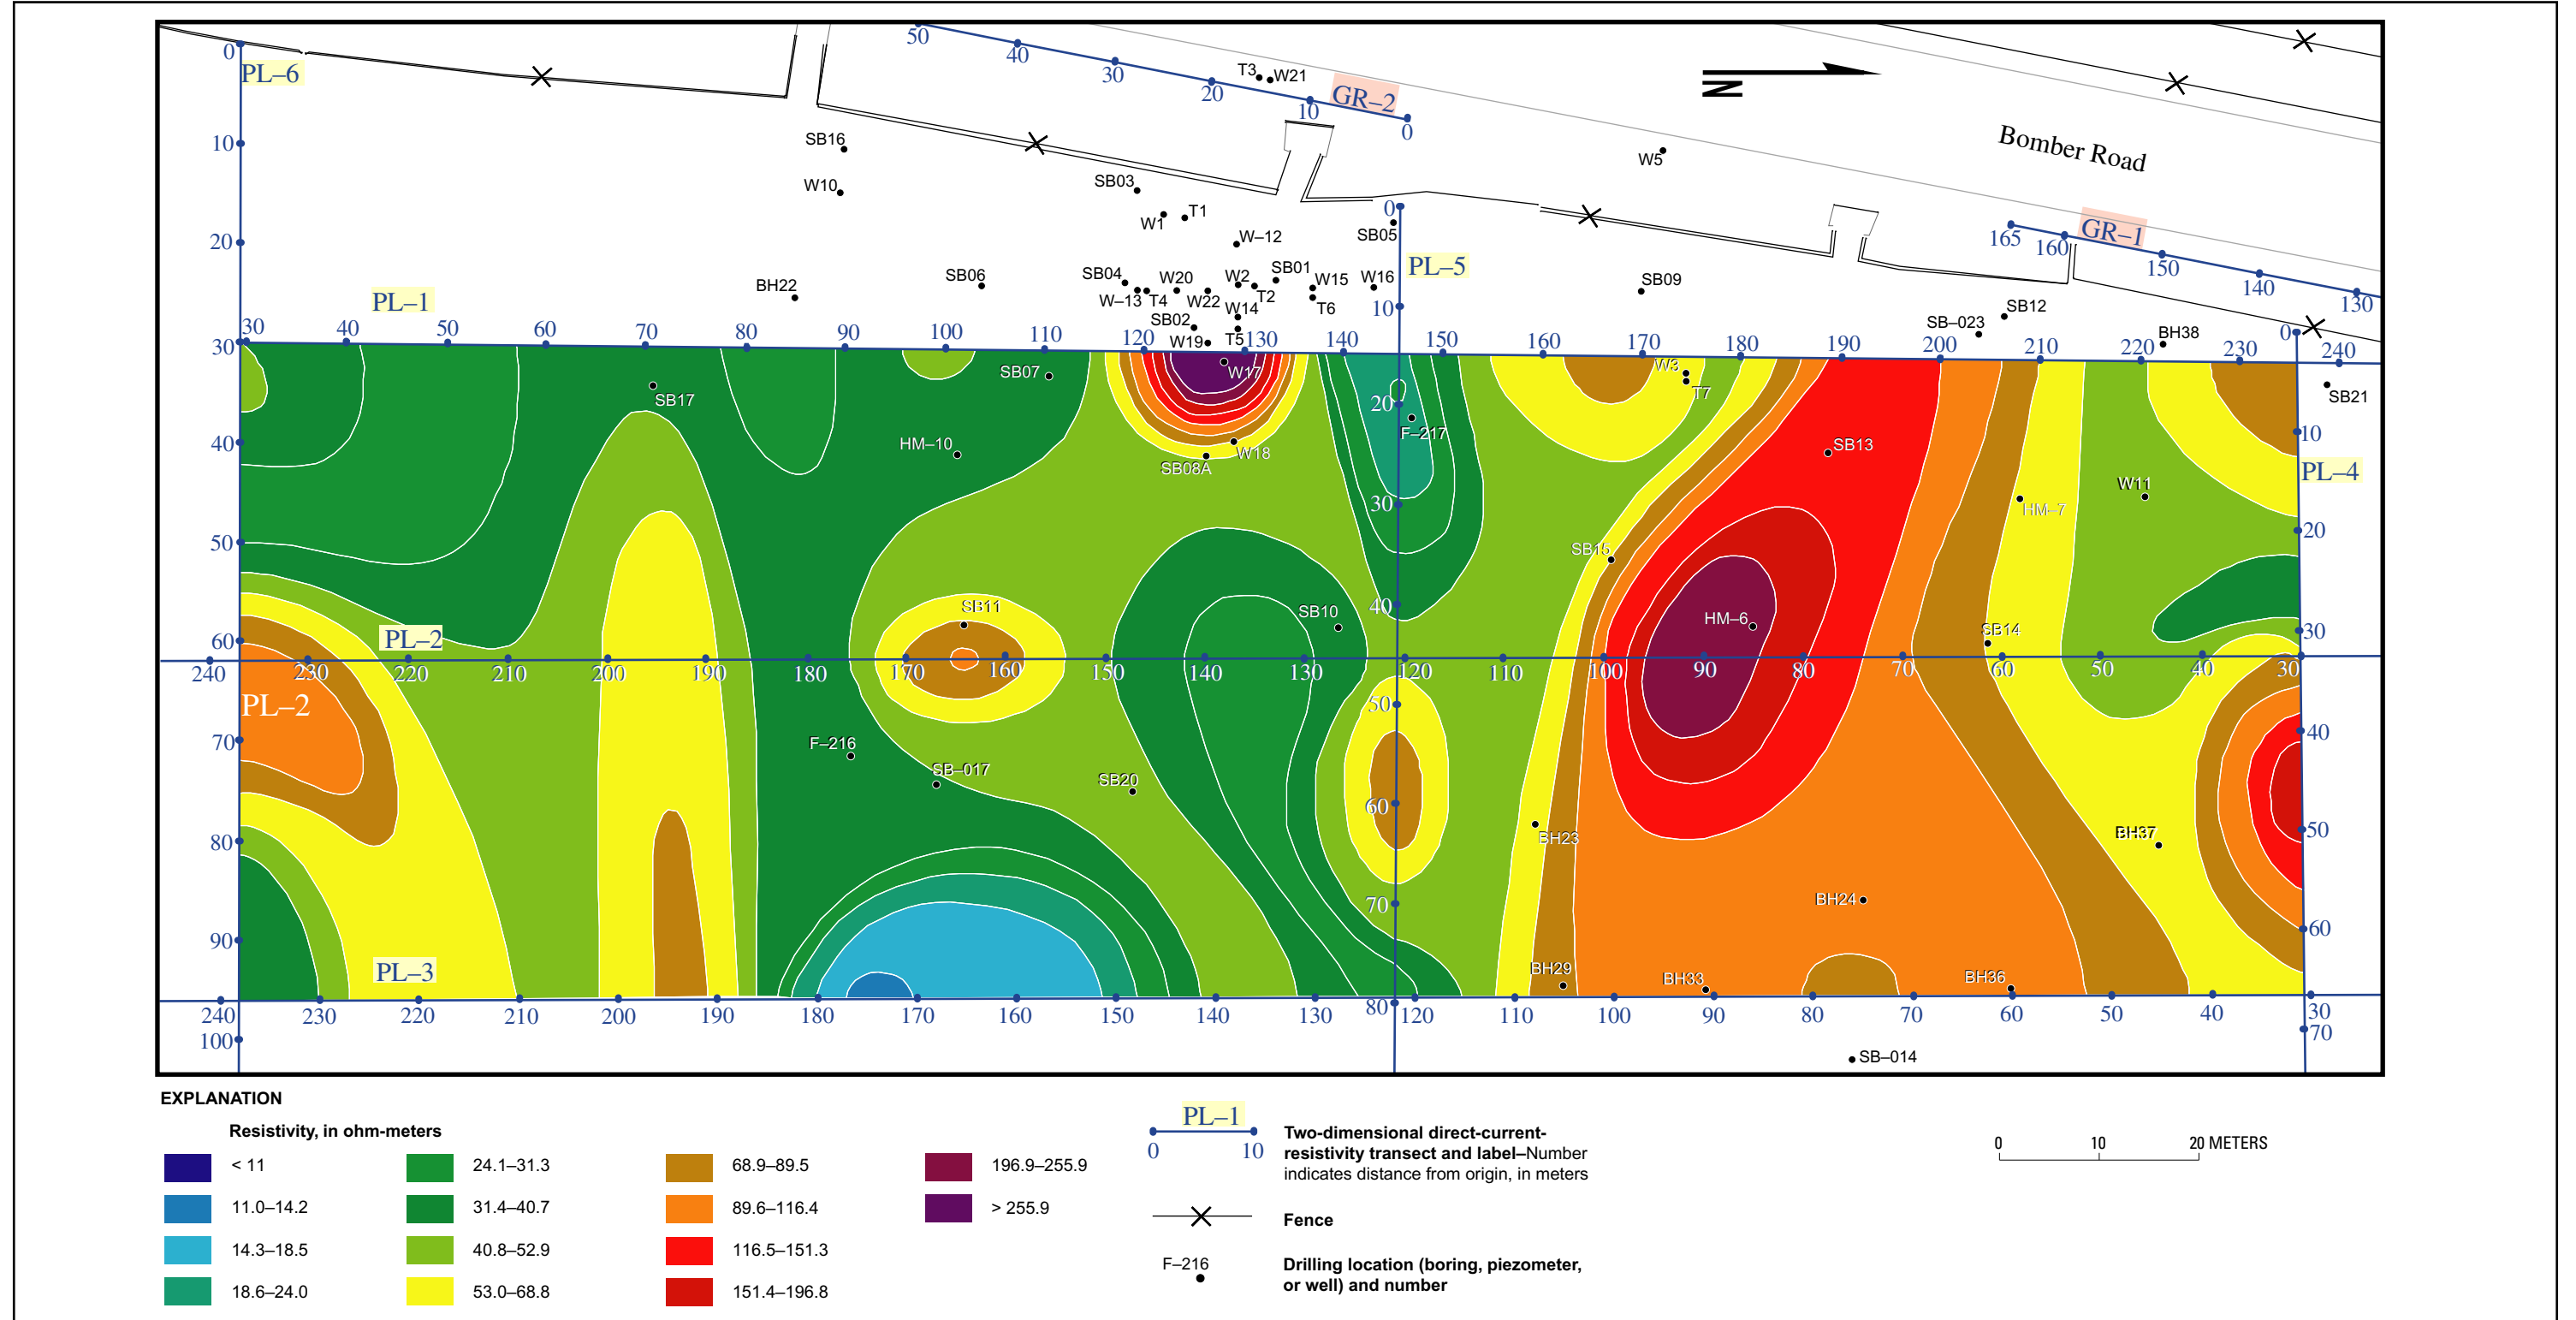 0
PL–6
10
20
30
40
50
60
70
80
90
100
50
40
30
20
10
0
GR–2
T3
W21
N
Bomber Road
165
160
GR–1
150
140
130
SB16
W10
SB03
W1
T1
W–12
W5
0
SB05
PL–5
10
20
30
40
50
60
70
80
BH22
SB06
SB04
W–13
T4
W20
W22
W2
T2
SB01
W15
T6
W16
W14
SB02
T5
W19
SB09
SB–023
SB12
BH38
SB21
PL–1
30 40 50 60 70 80 90 100 110 120 130 140 150 160 170 180 190 200 210 220 230 240
0
10
PL–4
20
30
40
50
60
70
SB17
SB07
HM–10
W17
W18
SB08A
F–217
W3
T7
SB13
HM–7
W11
SB15
SB11
SB10
HM–6
SB14
PL–2
240 230 220 210 200 190 180 170 160 150 140 130 120 110 100 90 80 70 60 50 40 30
PL–2
F–216
SB–017
SB20
BH23
BH37
BH24
PL–3
BH29
BH33
BH36
240 230 220 210 200 190 180 170 160 150 140 130 120 110 100 90 80 70 60 50 40 30
SB–014
EXPLANATION
Resistivity, in ohm-meters
< 11
11.0–14.2
14.3–18.5
18.6–24.0
24.1–31.3
31.4–40.7
40.8–52.9
53.0–68.8
68.9–89.5
89.6–116.4
116.5–151.3
151.4–196.8
196.9–255.9
> 255.9
PL–1
0 10
Two-dimensional direct-current-
resistivity transect and label–Number
indicates distance from origin, in meters
Fence
F–216
Drilling location (boring, piezometer,
or well) and number
0 10 20 METERS